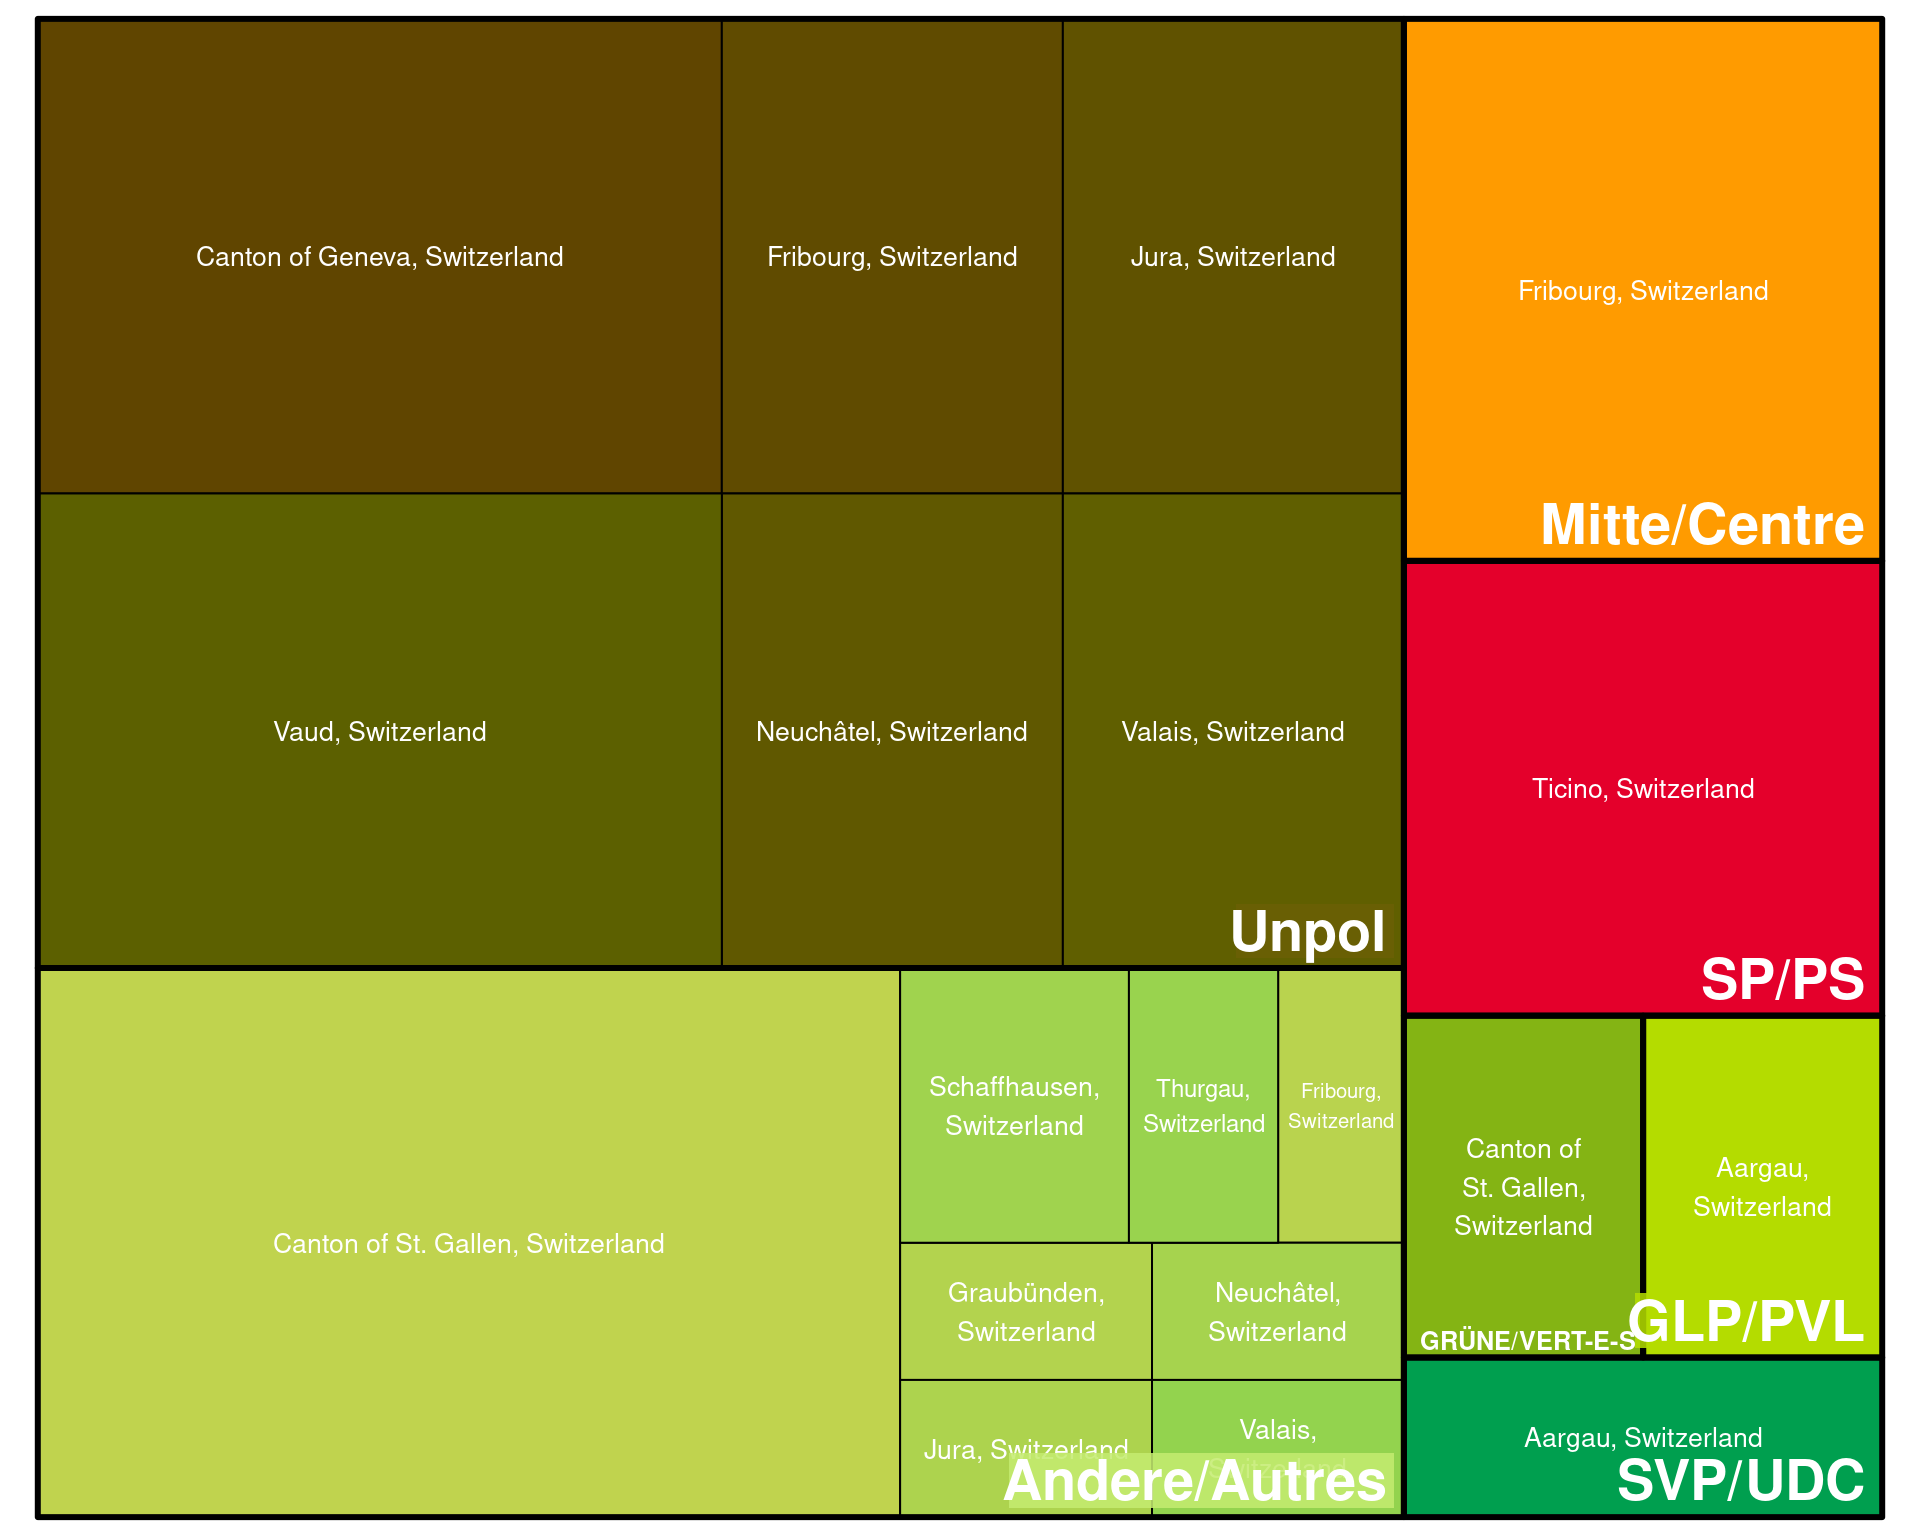 Canton of Geneva, Switzerland
Fribourg, Switzerland
Jura, Switzerland
Vaud, Switzerland
Neuchâtel, Switzerland
Valais, Switzerland
Unpol
Canton of St. Gallen, Switzerland
Schaffhausen,
Switzerland
Thurgau,
Switzerland
Fribourg,
Switzerland
Graubünden,
Switzerland
Neuchâtel,
Switzerland
Jura, Switzerland
Valais,
Switzerland
Andere/Autres
Fribourg, Switzerland
Mitte/Centre
Ticino, Switzerland
SP/PS
Canton of
St. Gallen,
Switzerland
GRÜNE/VERT-E-S
Aargau,
Switzerland
GLP/PVL
Aargau, Switzerland
SVP/UDC